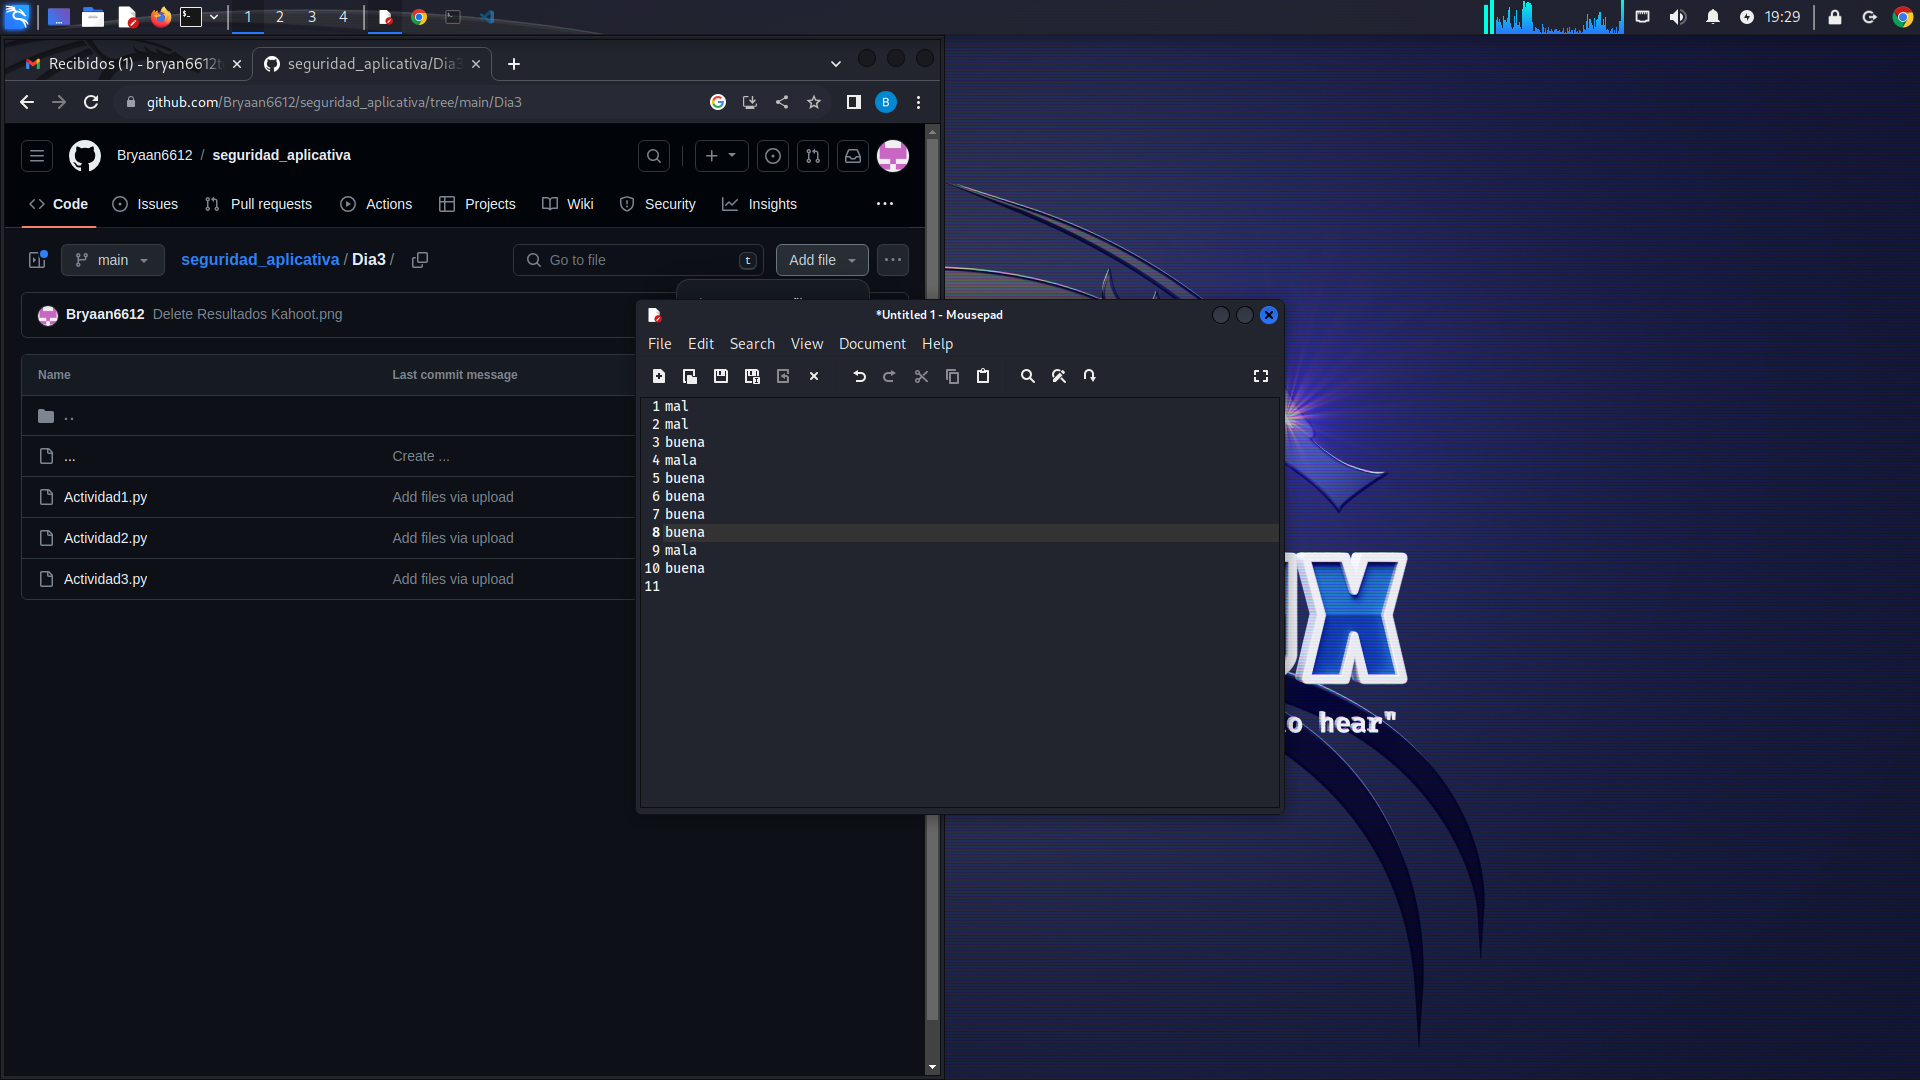 1 2 3 4
19:29
Recibidos (1) - bryan6612t
seguridad_aplicativa/Dia3
github.com/Bryaan6612/seguridad_aplicativa/tree/main/Dia3
B
Bryaan6612 / seguridad_aplicativa
Code Issues Pull requests Actions Projects Wiki Security Insights
main
seguridad_aplicativa / Dia3 /
Go to file t
Add file
Bryaan6612 Delete Resultados Kahoot.png
Name Last commit message
..
... Create ...
Actividad1.py Add files via upload
Actividad2.py Add files via upload
Actividad3.py Add files via upload
*Untitled 1 - Mousepad
File Edit Search View Document Help
1 mal
2 mal
3 buena
4 mala
5 buena
6 buena
7 buena
8 buena
9 mala
10 buena
11
UX
o hear"